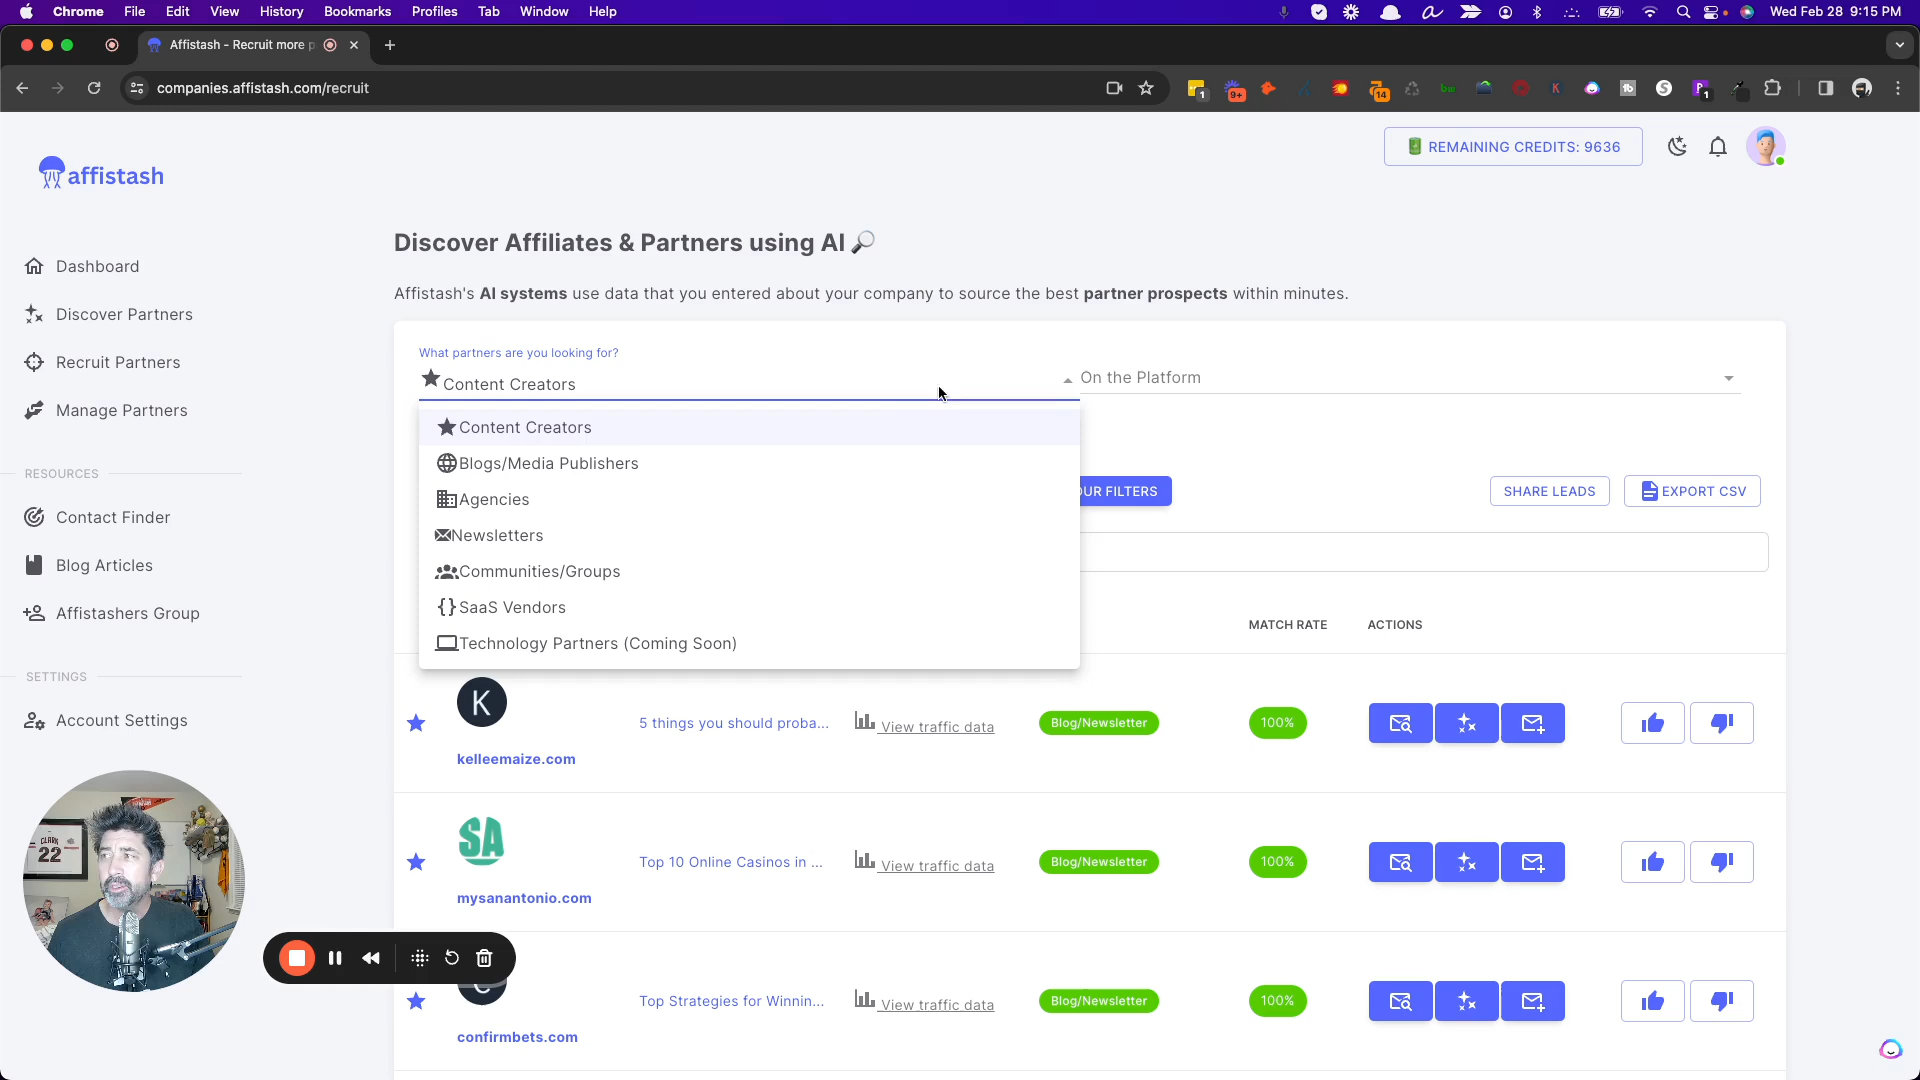 Chrome File Edit View History Bookmarks Profiles Tab Window Help Wed Feb 28 9:15 PM
Affistash - Recruit more p
companies.affistash.com/recruit
1 9+ 14 1
affistash
REMAINING CREDITS: 9636
Dashboard
Discover Partners
Recruit Partners
Manage Partners
RESOURCES
Contact Finder
Blog Articles
Affistashers Group
SETTINGS
Account Settings
CLARK
22
Discover Affiliates & Partners using AI
Affistash's AI systems use data that you entered about your company to source the best partner prospects within minutes.
What partners are you looking for?
Content Creators
On the Platform
Content Creators
Blogs/Media Publishers
Agencies
Newsletters
Communities/Groups
SaaS Vendors
Technology Partners (Coming Soon)
OUR FILTERS
SHARE LEADS
EXPORT CSV
MATCH RATE ACTIONS
K
kelleemaize.com
5 things you should proba...
View traffic data
Blog/Newsletter
100%
SA
mysanantonio.com
Top 10 Online Casinos in ...
View traffic data
Blog/Newsletter
100%
confirmbets.com
Top Strategies for Winnin...
View traffic data
Blog/Newsletter
100%